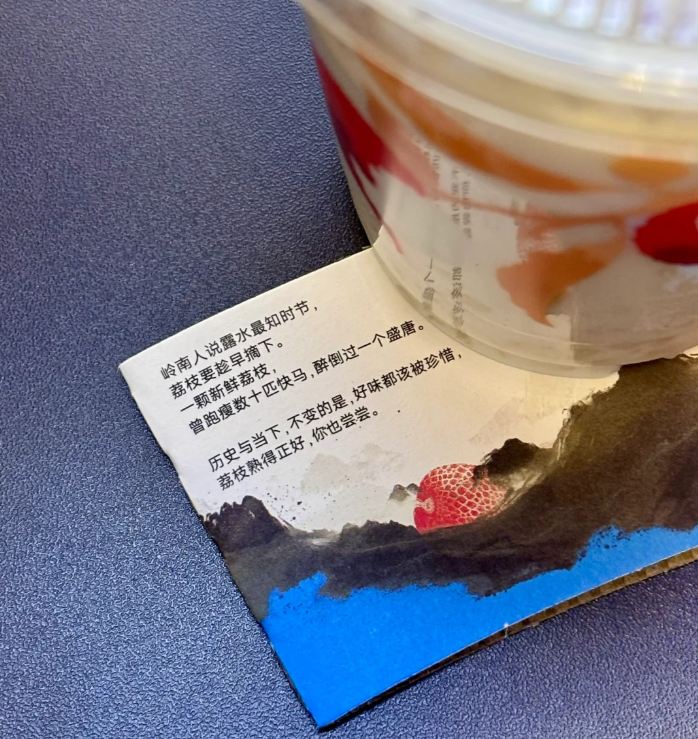 岭南人说露水最知时节,
荔枝要趁早摘下。
一颗新鲜荔枝,
曾跑瘦数十匹快马,醉倒过一个盛唐。
历史与当下,不变的是,好味都该被珍惜,
荔枝熟得正好,你也尝尝。